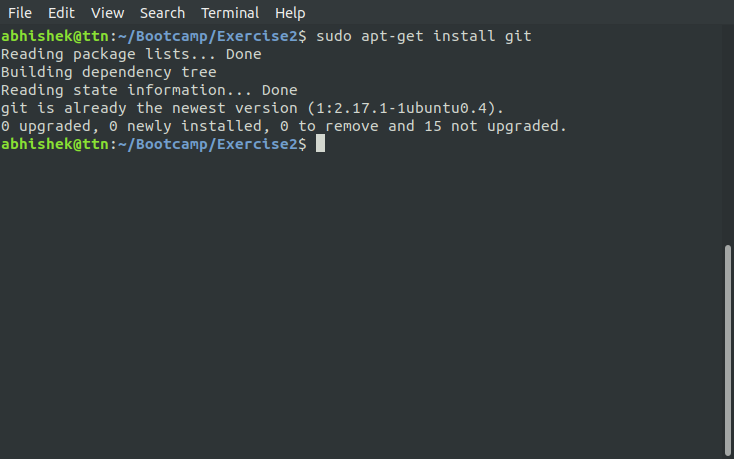 File Edit View Search Terminal Help
abhishek@ttn:~/Bootcamp/Exercise2$ sudo apt-get install git
Reading package lists... Done
Building dependency tree
Reading state information... Done
git is already the newest version (1:2.17.1-1ubuntu0.4).
0 upgraded, 0 newly installed, 0 to remove and 15 not upgraded.
abhishek@ttn:~/Bootcamp/Exercise2$